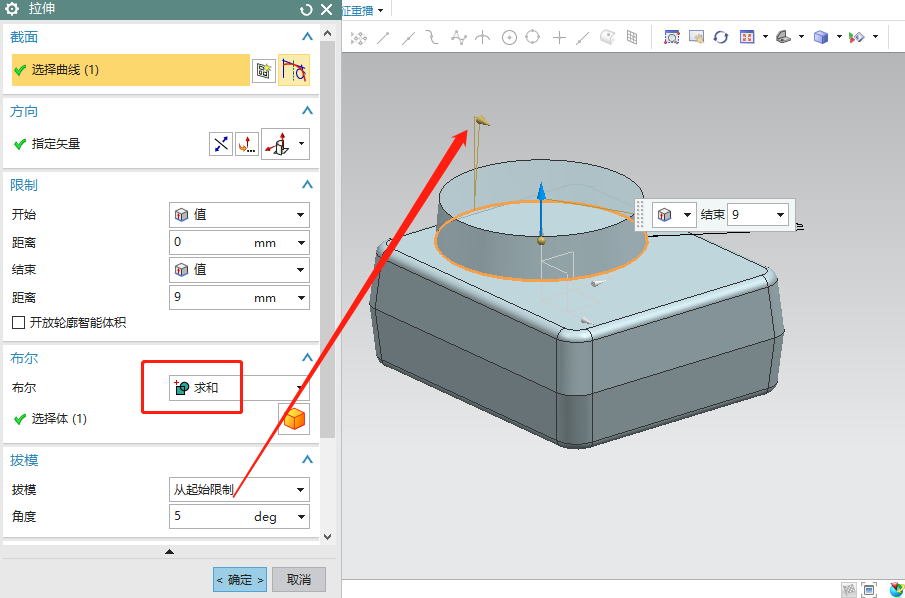 拉伸
征重播
截面
选择曲线 (1)
方向
指定矢量
限制
开始
值
距离
0 mm
结束
值
距离
9 mm
开放轮廓智能体积
布尔
布尔
求和
选择体 (1)
拔模
拔模
从起始限制
角度
5 deg
< 确定 >
取消
结束 9